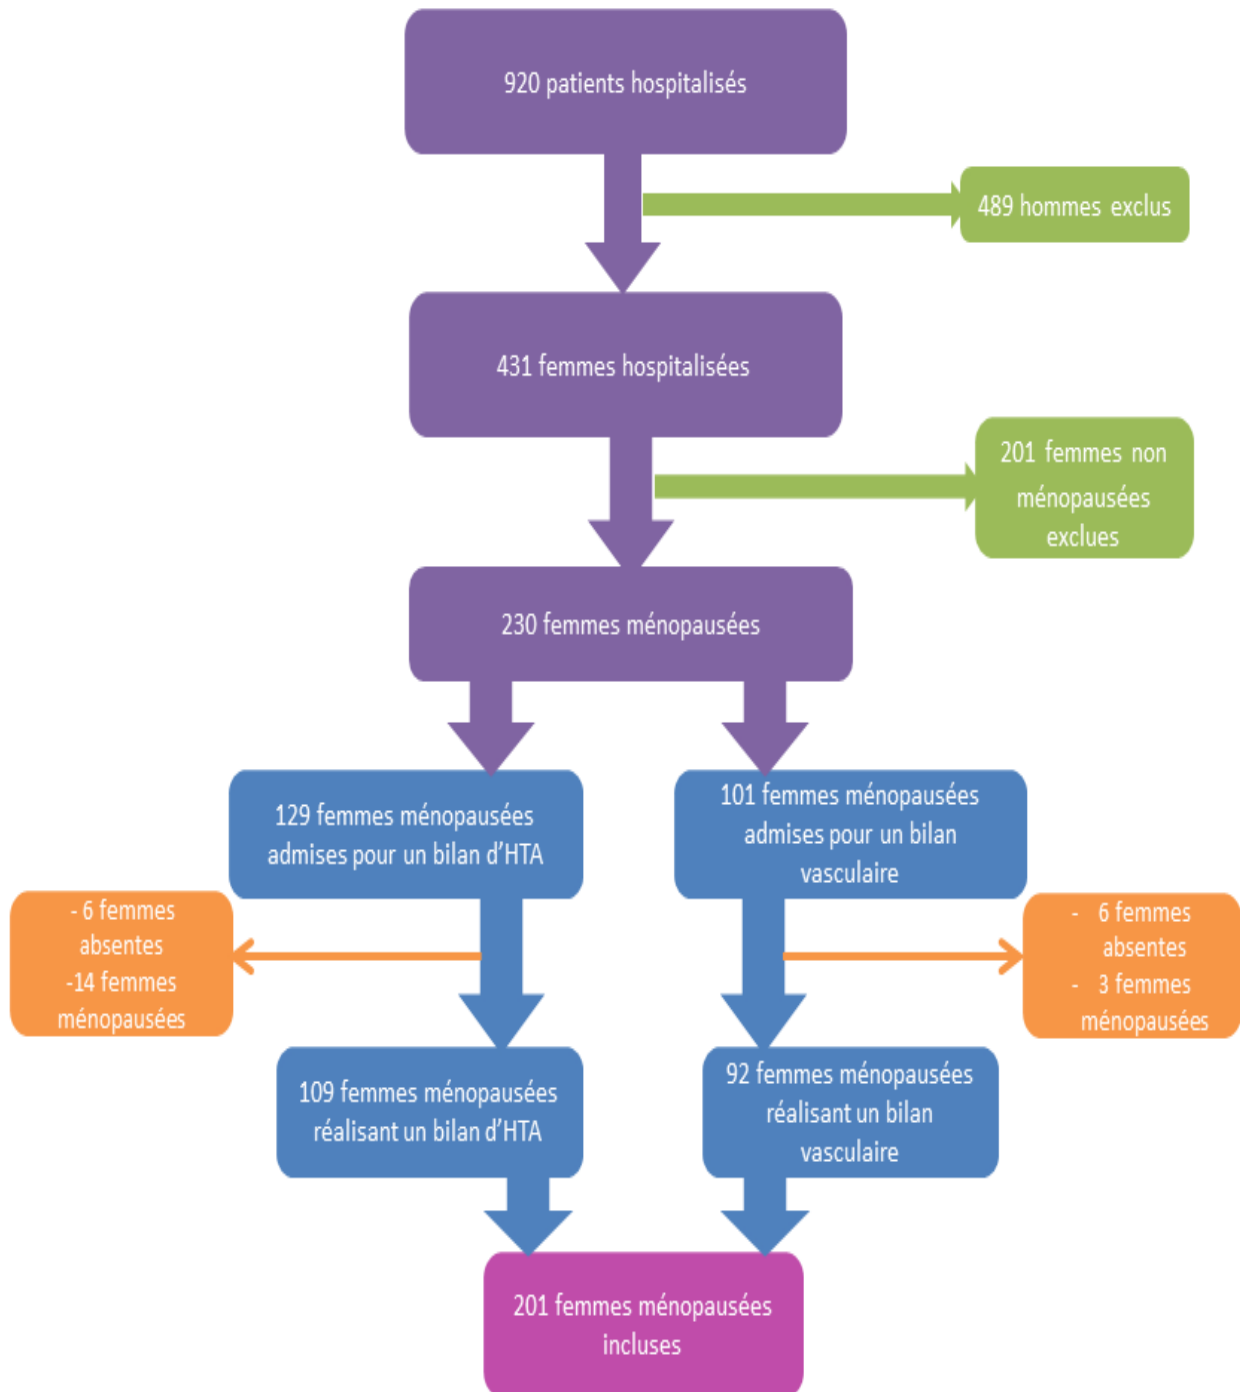 920 patients hospitalisés
489 hommes exclus
431 femmes hospitalisées
201 femmes non
ménopausées
exclues
230 femmes ménopausées
129 femmes ménopausées
admises pour un bilan d’HTA
101 femmes ménopausées
admises pour un bilan
vasculaire
- 6 femmes
absentes
-14 femmes
ménopausées
- 6 femmes
absentes
- 3 femmes
ménopausées
109 femmes ménopausées
réalisant un bilan d’HTA
92 femmes ménopausées
réalisant un bilan
vasculaire
201 femmes ménopausées
incluses